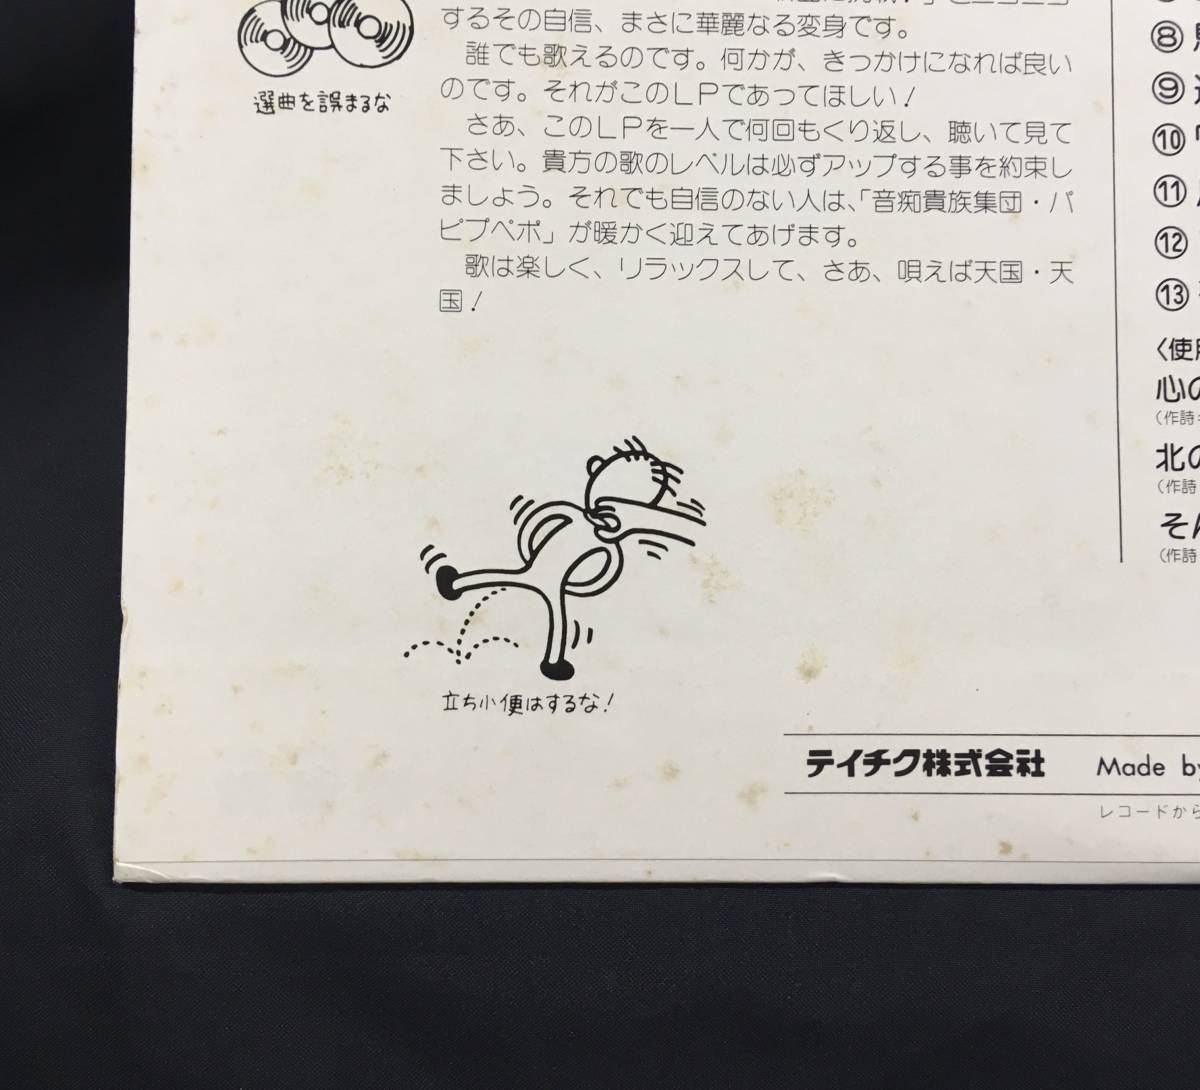 するその自信、まさに華麗なる変身です。
誰でも歌えるのです。何かが、きっかけになれば良い
のです。それがこのLPであってほしい!
さあ、このLPを一人で何回もくり返し、聴いて見て
下さい。貴方の歌のレベルは必ずアップする事を約束し
ましょう。それでも自信のない人は、「音痴貴族集団・パ
ピプペポ」が暖かく迎えてあげます。
歌は楽しく、リラックスして、さあ、唄えば天国・天
国!
選曲を誤まるな
立ち小便はするな!
⑧
⑨
⑩
⑪
⑫
⑬
〈使用
心の
(作詩
北の
(作詩
そん
(作詩
テイチク株式会社 Made by
レコードから